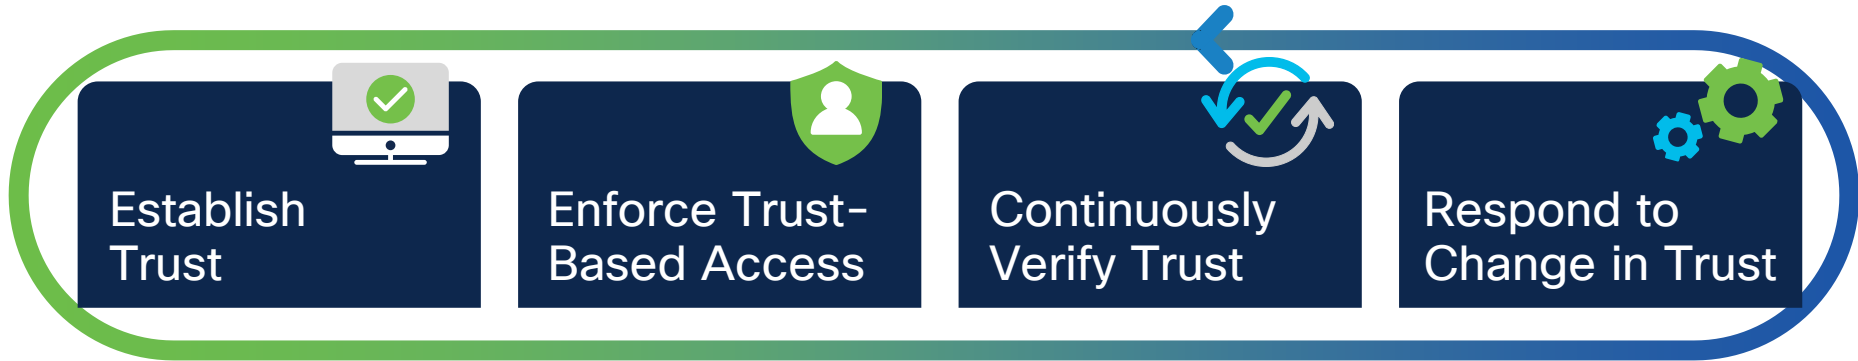 Establish
Trust
Enforce Trust-
Based Access
Continuously
Verify Trust
Respond to
Change in Trust